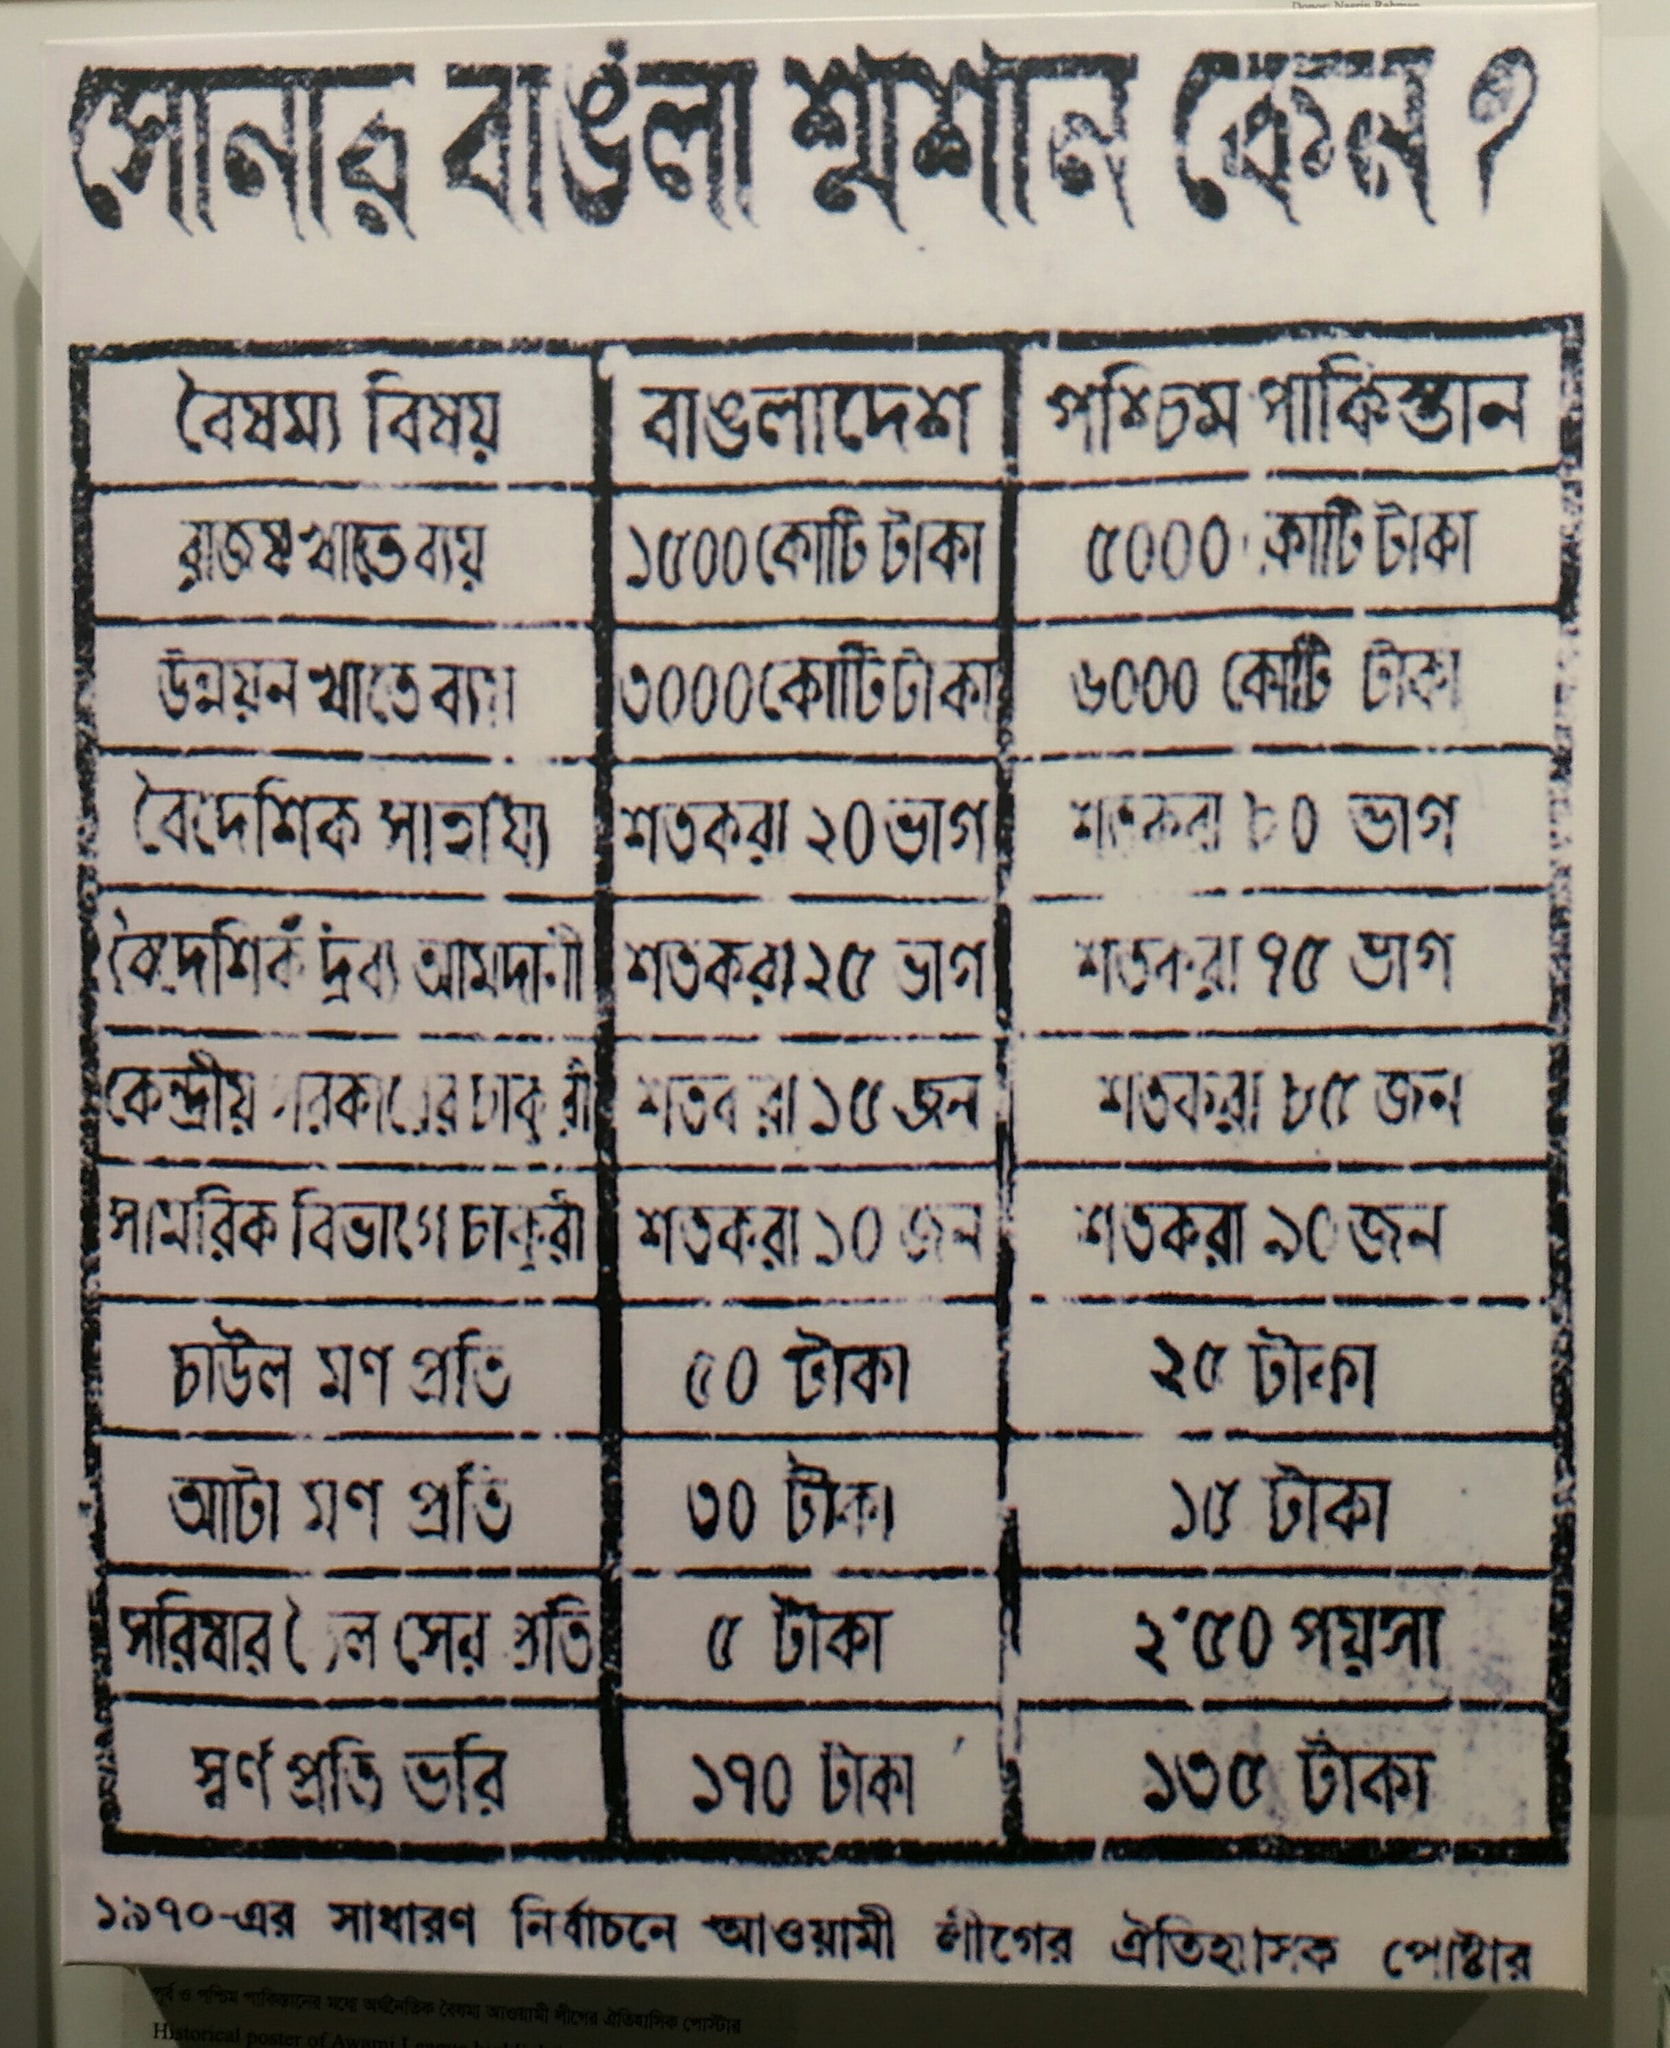 Donor: Nasrin Rahman
সোনার বাঙলা শ্মশান কেন ?
বৈষম্য বিষয় বাঙলাদেশ পশ্চিম পাকিস্তান
রাজস্ব খাতে ব্যয় ১৫০০ কোটি টাকা ৫০০০ কোটি টাকা
উন্নয়ন খাতে ব্যয় ৩০০০ কোটি টাকা ৬০০০ কোটি টাকা
বৈদেশিক সাহায্য শতকরা ২০ ভাগ শতকরা ৮০ ভাগ
বৈদেশিক দ্রব্য আমদানী শতকরা ২৫ ভাগ শতকরা ৭৫ ভাগ
কেন্দ্রীয় সরকারের চাকুরী শতকরা ১৫ জন শতকরা ৮৫ জন
সামরিক বিভাগে চাকুরী শতকরা ১০ জন শতকরা ৯০ জন
চাউল মণ প্রতি ৫০ টাকা ২৫ টাকা
আটা মণ প্রতি ৩০ টাকা ১৫ টাকা
সরিষার তৈল সের প্রতি ৫ টাকা ২·৫০ পয়সা
স্বর্ণ প্রতি ভরি ১৭০ টাকা ১৩৫ টাকা
১৯৭০-এর সাধারণ নির্বাচনে আওয়ামী লীগের ঐতিহাসিক পোস্টার
পূর্ব ও পশ্চিম পাকিস্তানের মধ্যে অর্থনৈতিক বৈষম্য আওয়ামী লীগের ঐতিহাসিক পোস্টার
Historical poster of Awami League